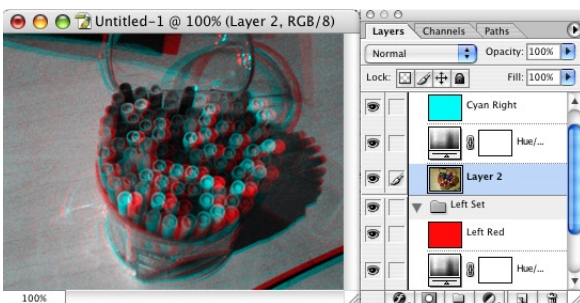 Untitled-1 @ 100% (Layer 2, RGB/8)
100%
Layers Channels Paths
Normal Opacity: 100%
Lock: Fill: 100%
Cyan Right
Hue/...
Layer 2
Left Set
Left Red
Hue/...